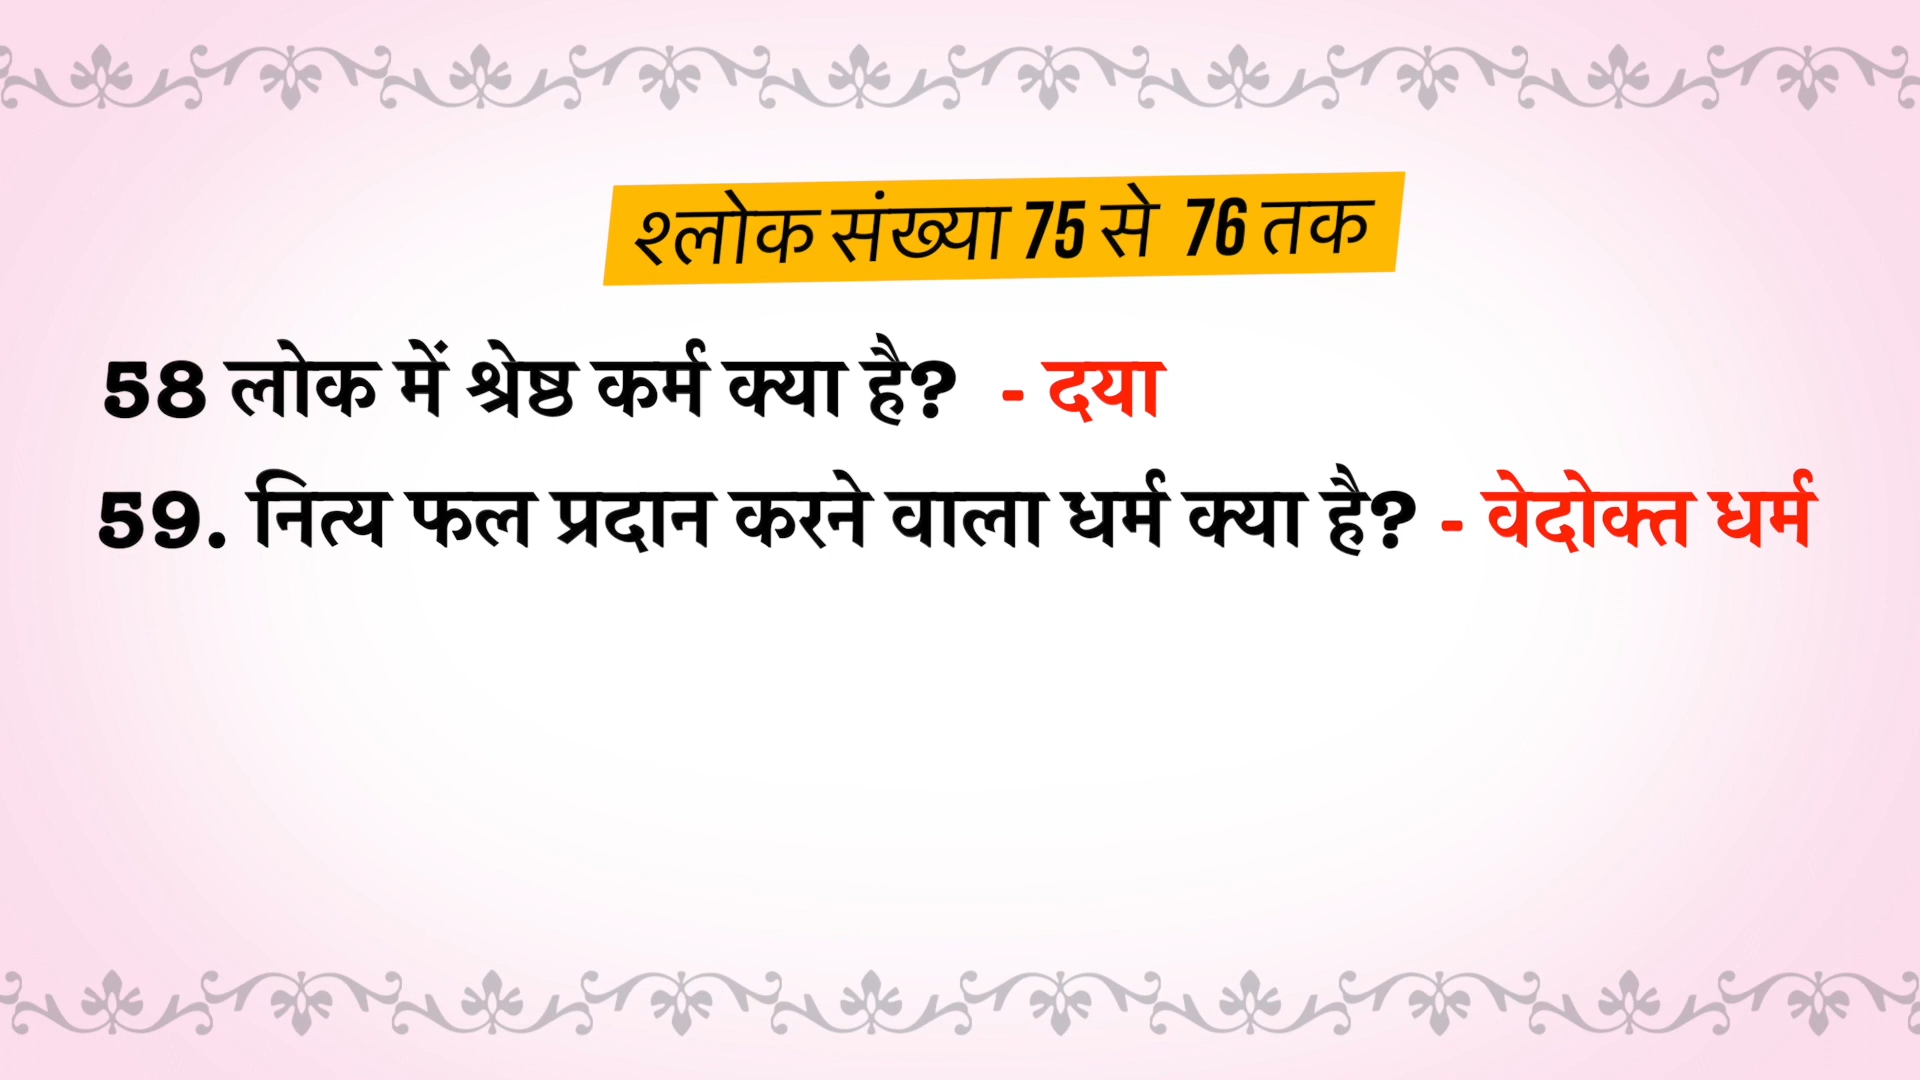 श्लोक संख्या 75 से 76 तक
58 लोक में श्रेष्ठ कर्म क्या है? - दया
59. नित्य फल प्रदान करने वाला धर्म क्या है? - वेदोक्त धर्म